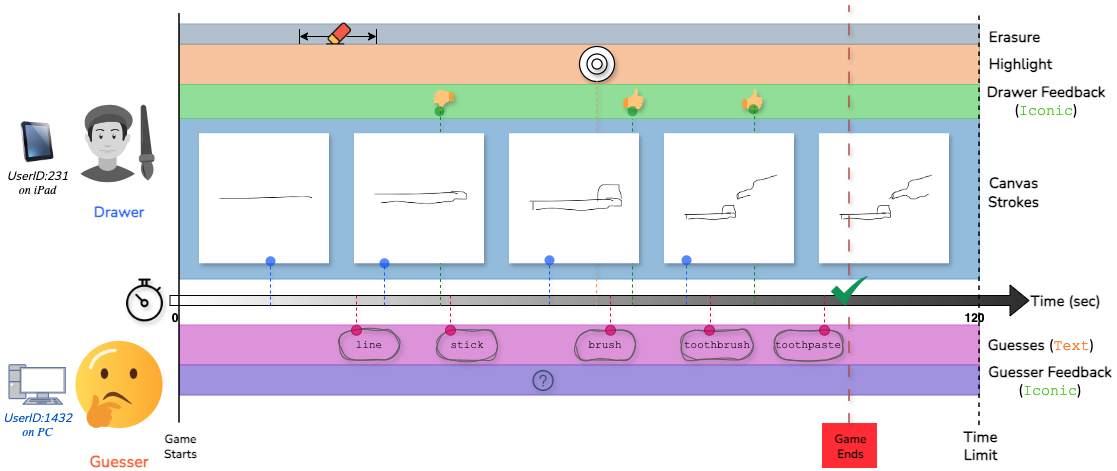 Erasure
Highlight
Drawer Feedback
(Iconic)
UserID:231
on iPad
Drawer
Canvas
Strokes
Time (sec)
0
120
line
stick
brush
toothbrush
toothpaste
Guesses (Text)
?
Guesser Feedback
(Iconic)
UserID:1432
on PC
Guesser
Game
Starts
Game
Ends
Time
Limit